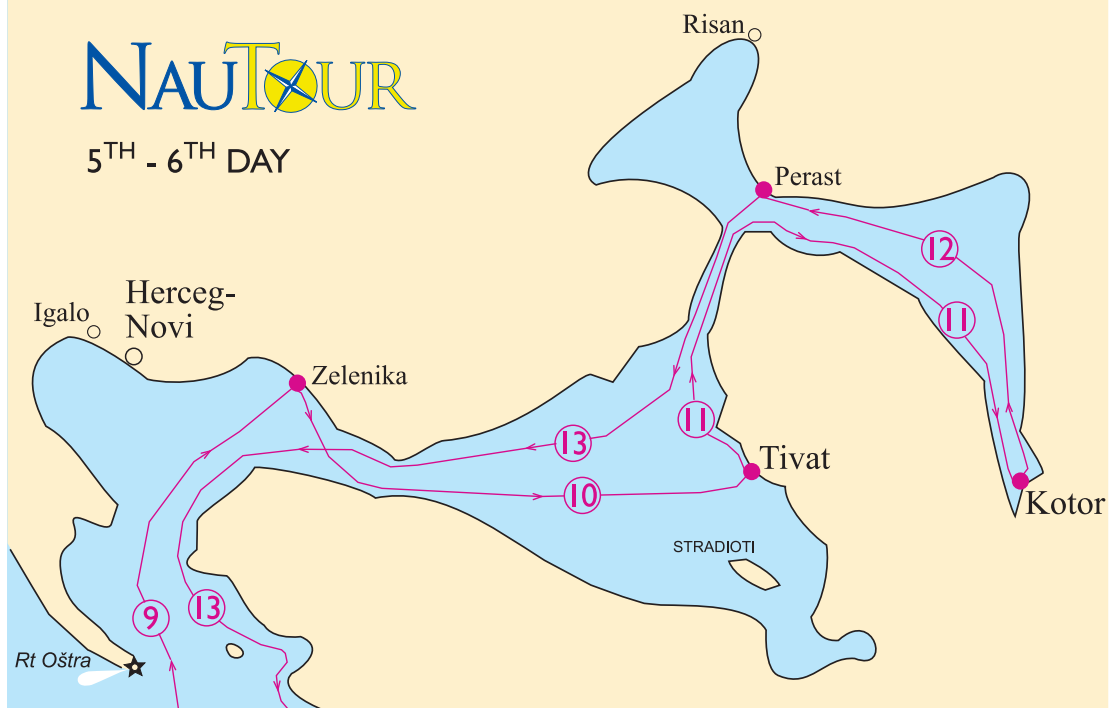 NAUTOUR
5TH - 6TH DAY
Risan
Perast
12
11
Igalo
Herceg-
Novi
Zelenika
13
11
Tivat
10
Kotor
STRADIOTI
9
13
Rt Oštra